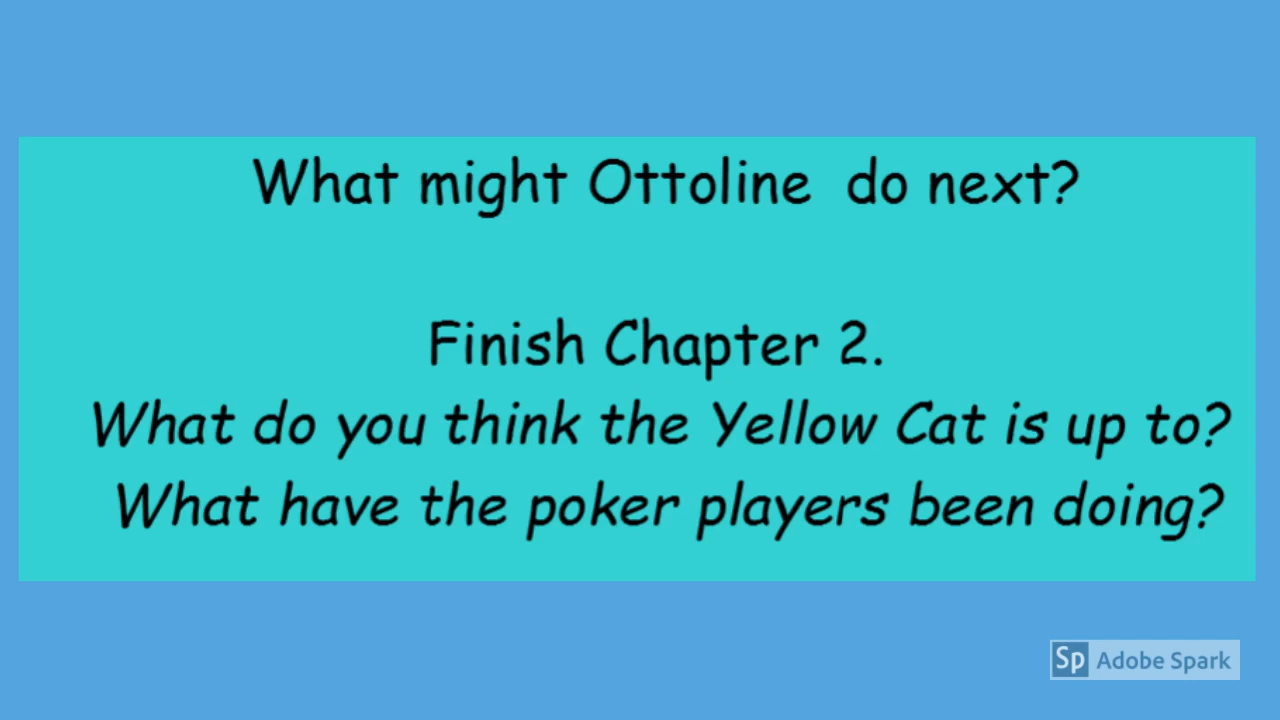 What might Ottoline do next?
Finish Chapter 2.
What do you think the Yellow Cat is up to?
What have the poker players been doing?
Sp Adobe Spark